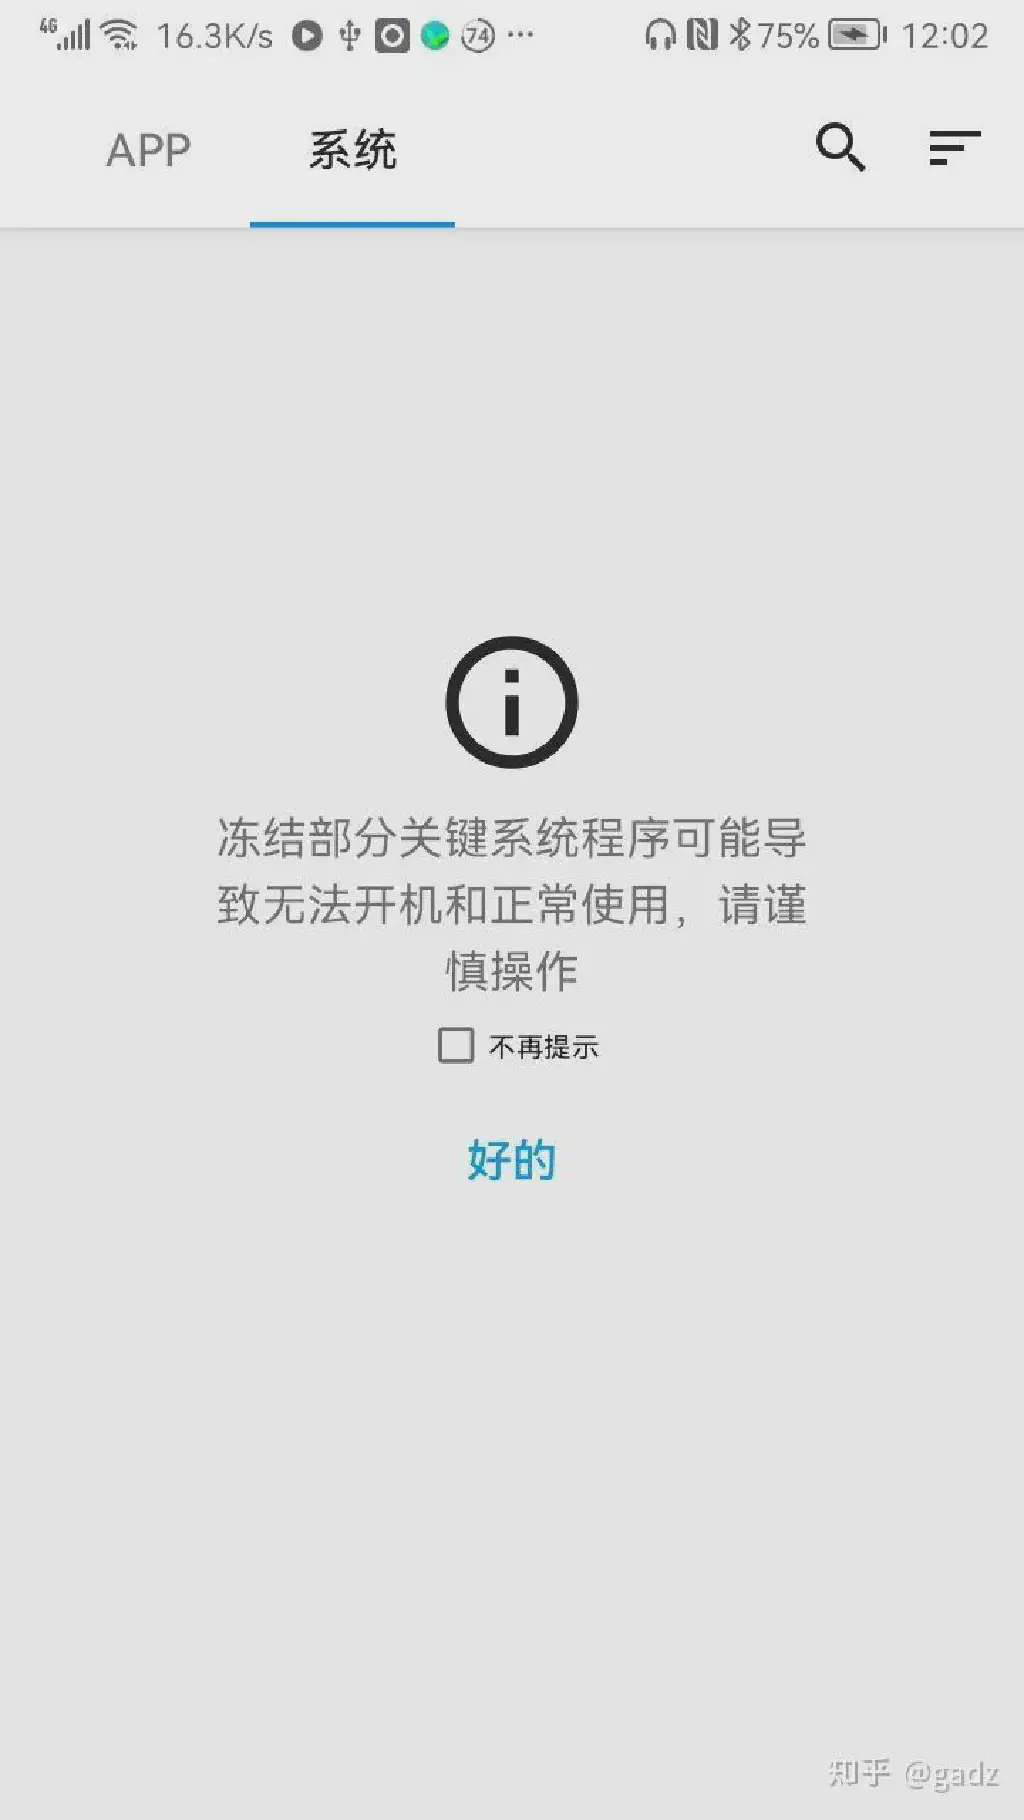 4G 16.3K/s 74 ··· 75% 12:02
APP 系统
冻结部分关键系统程序可能导
致无法开机和正常使用，请谨
慎操作
不再提示
好的
知乎 @gadz